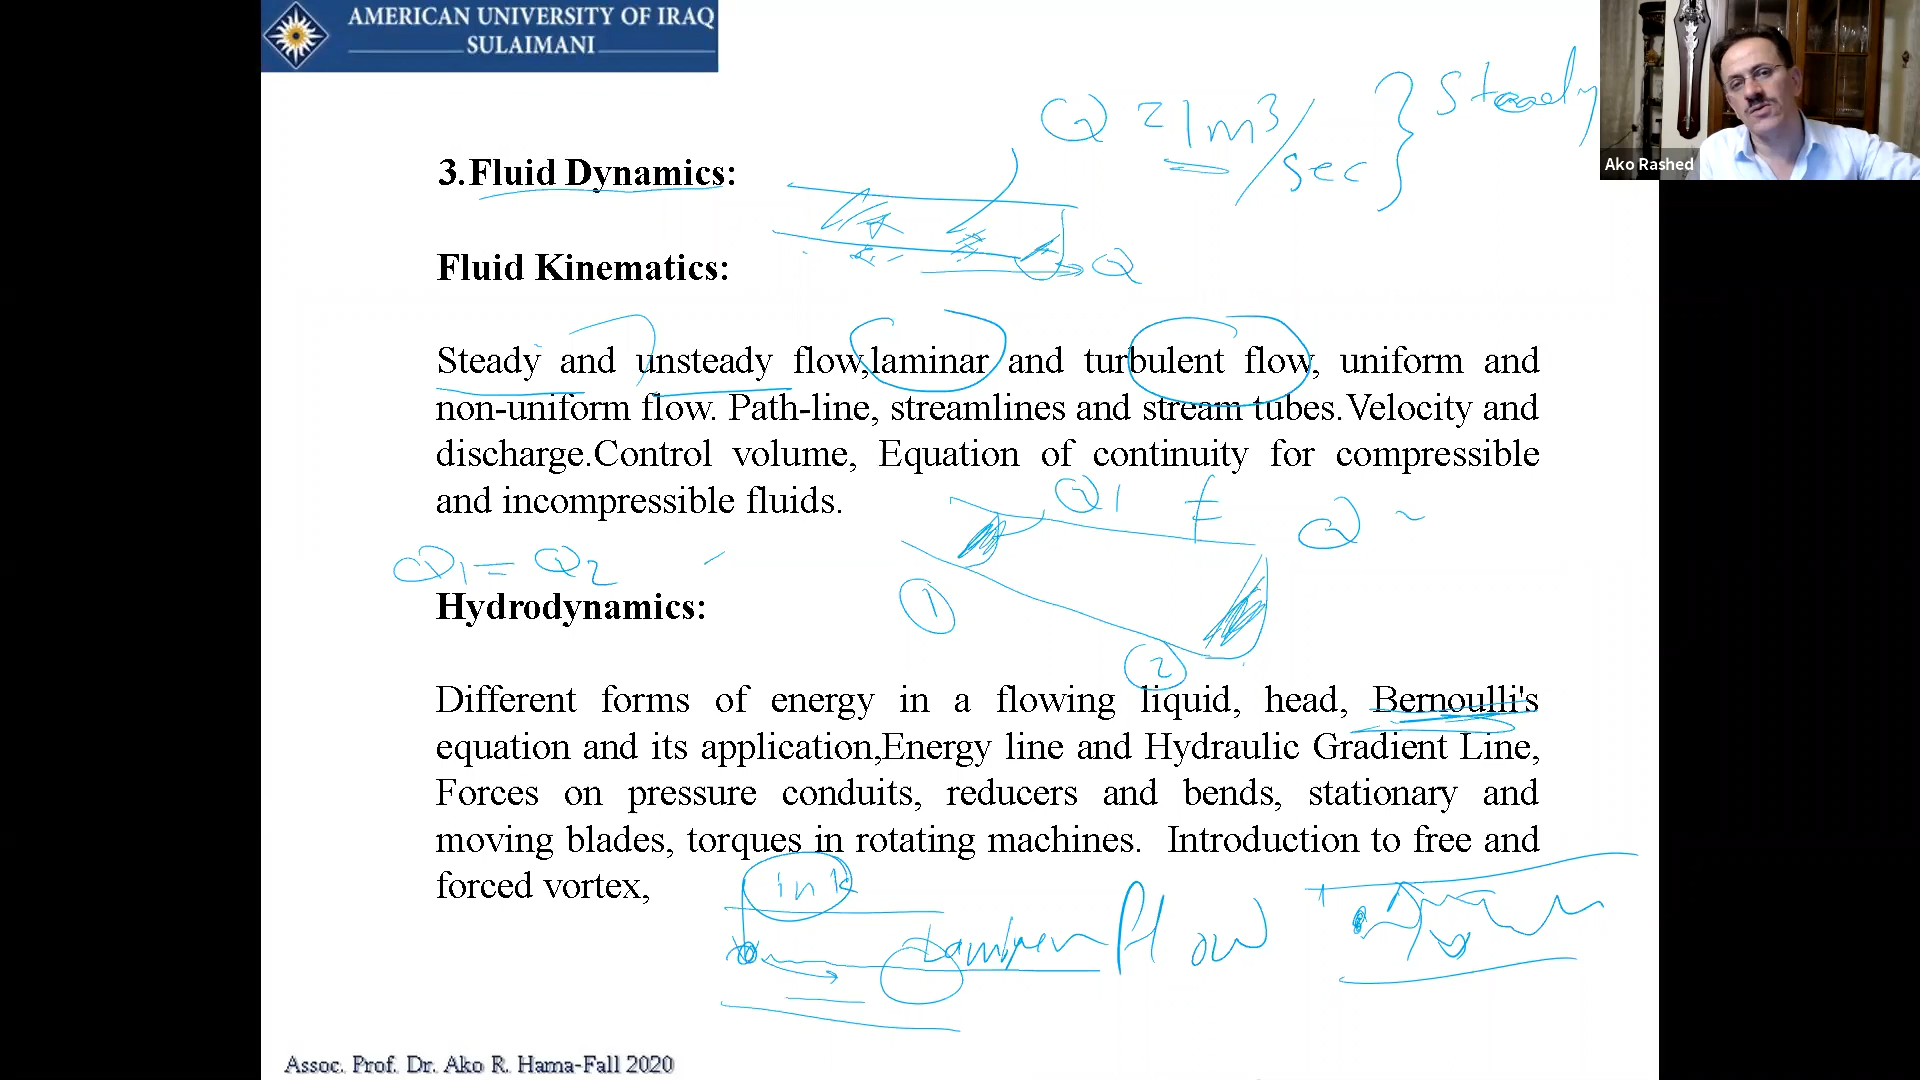 AMERICAN UNIVERSITY OF IRAQ
SULAIMANI
Q = 1 m³/sec } Steady
Ako Rashed
3.Fluid Dynamics:
Q
Fluid Kinematics:
Steady and unsteady flow,laminar and turbulent flow, uniform and
non-uniform flow. Path-line, streamlines and stream tubes.Velocity and
discharge.Control volume, Equation of continuity for compressible
and incompressible fluids.
Q1
Q
Q1 = Q2
1
Hydrodynamics:
2
Different forms of energy in a flowing liquid, head, Bernoulli's
equation and its application,Energy line and Hydraulic Gradient Line,
Forces on pressure conduits, reducers and bends, stationary and
moving blades, torques in rotating machines. Introduction to free and
forced vortex,
ink
flow
Assoc. Prof. Dr. Ako R. Hama-Fall 2020